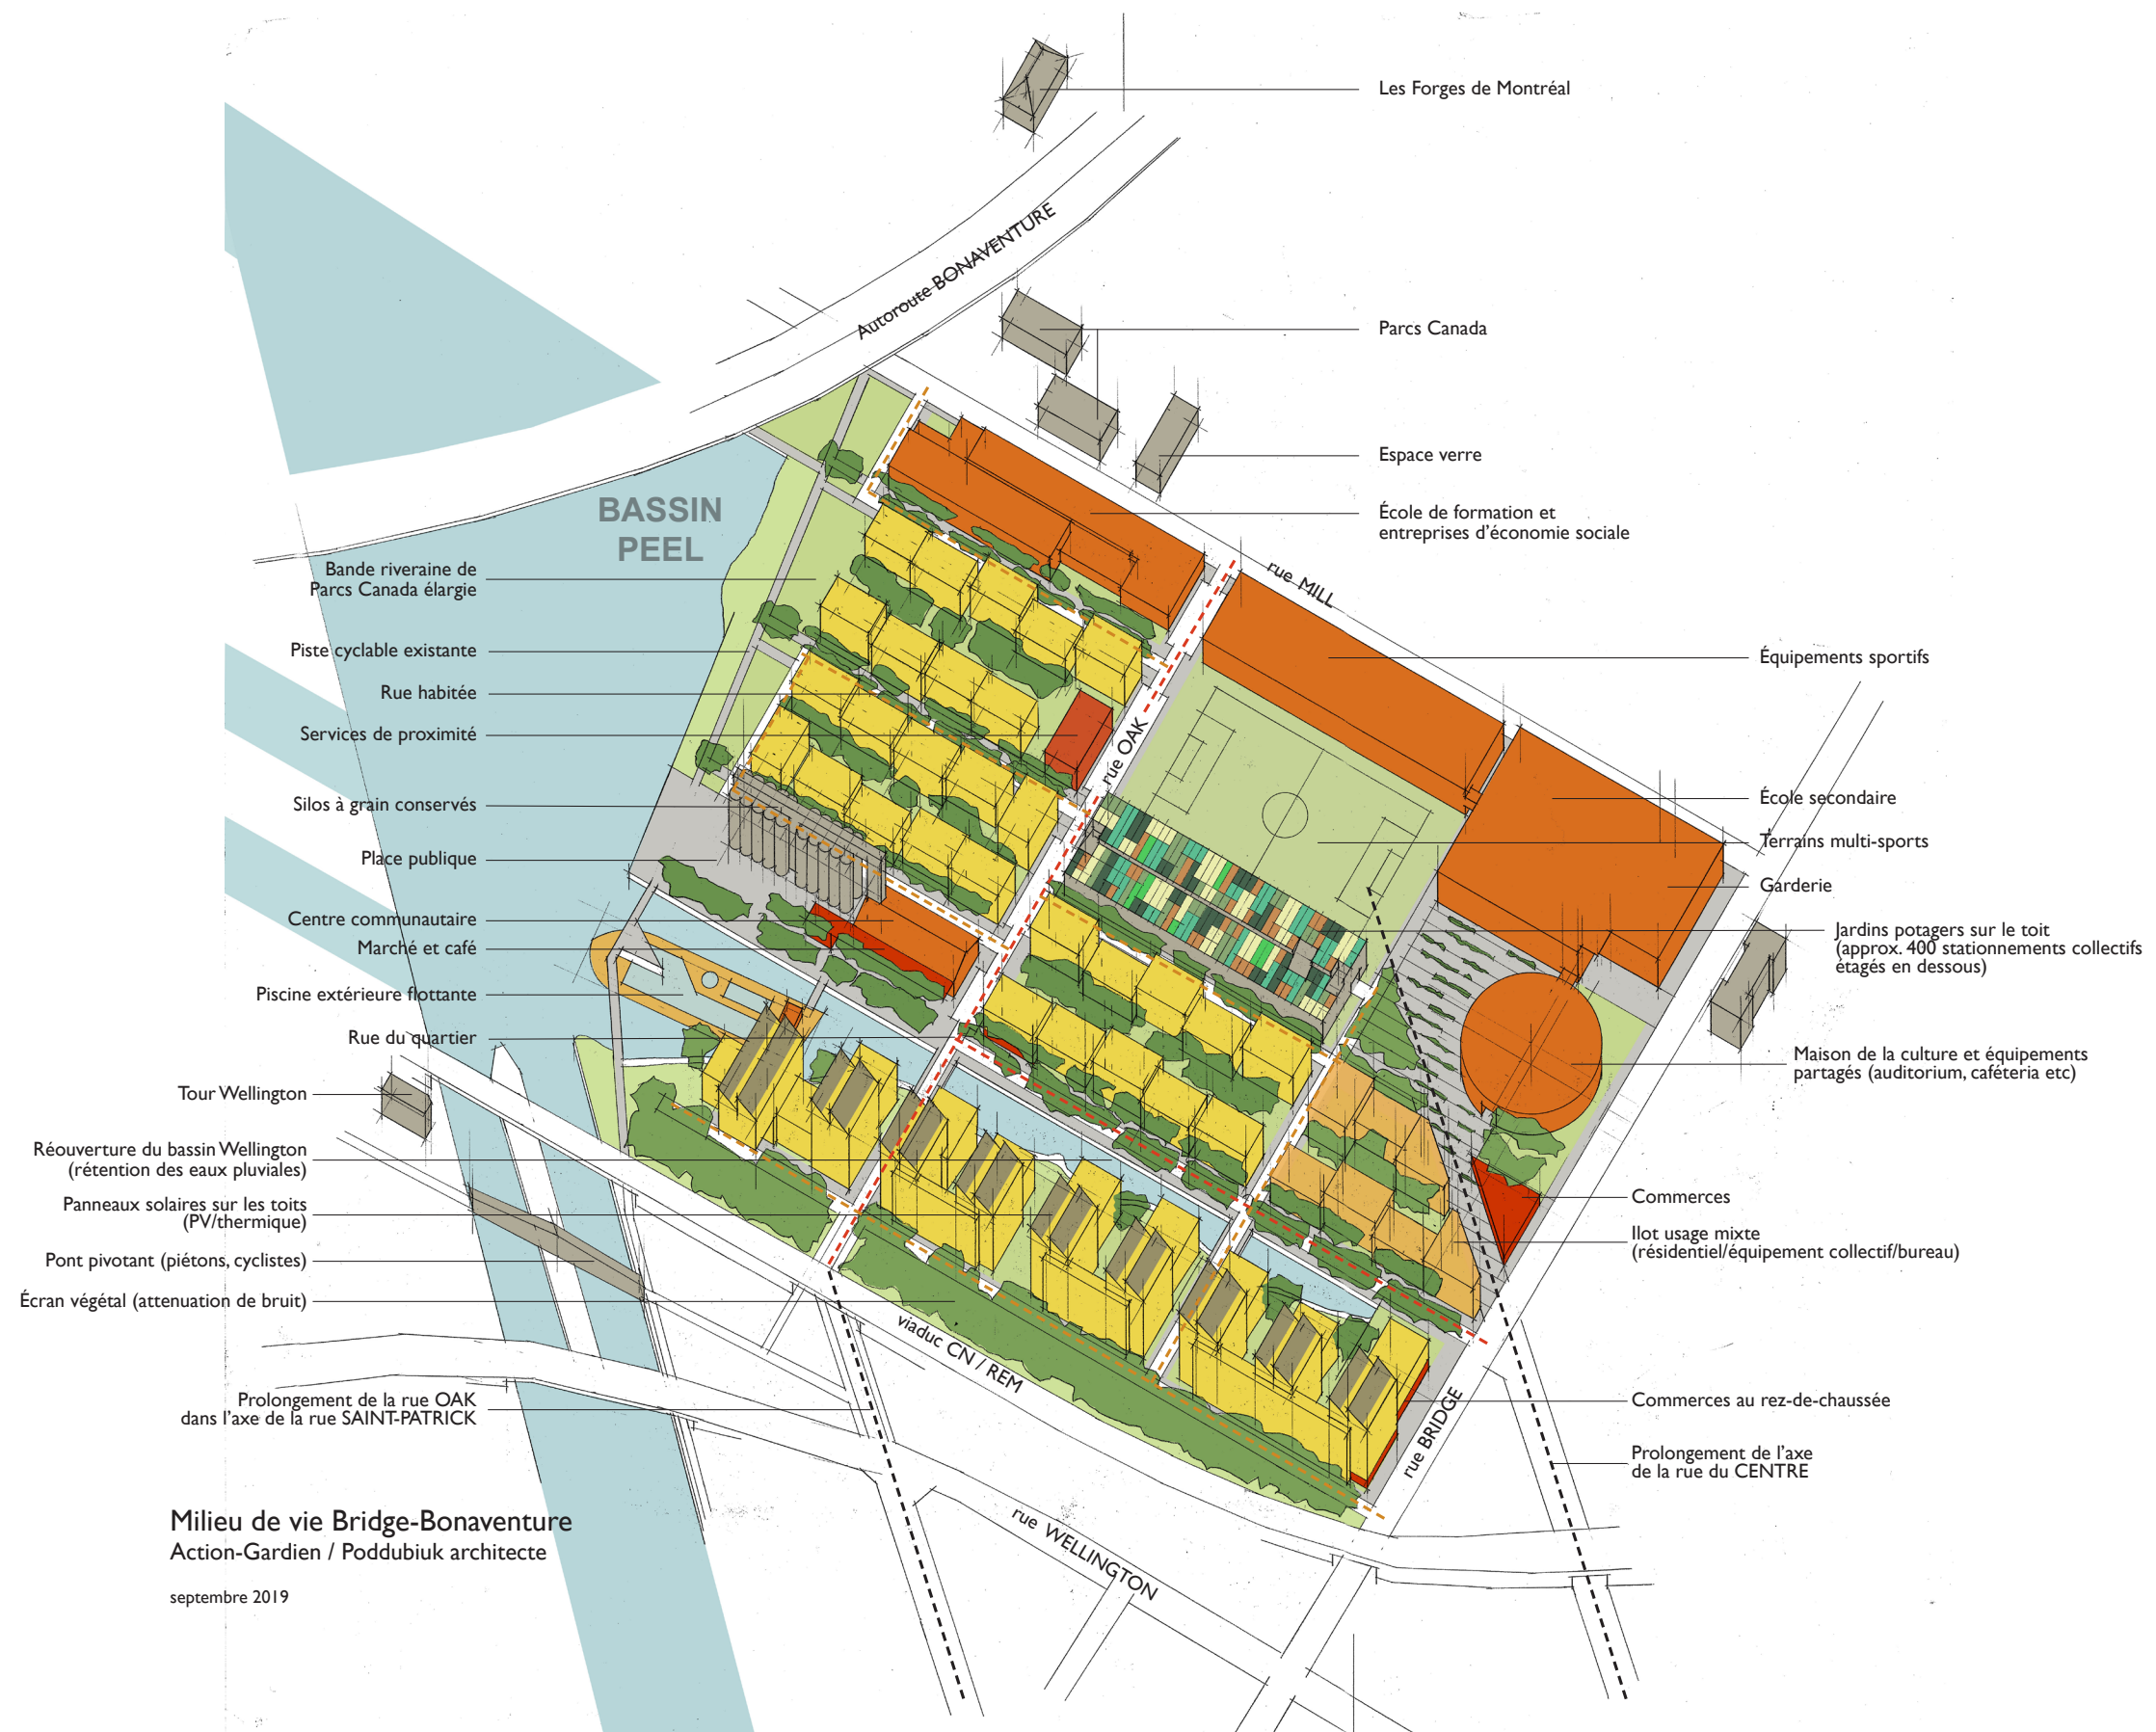 Les Forges de Montréal
Autoroute BONAVENTURE
Parcs Canada
Espace verre
École de formation et
entreprises d'économie sociale
BASSIN
PEEL
rue MILL
Bande riveraine de
Parcs Canada élargie
Piste cyclable existante
Rue habitée
Services de proximité
Silos à grain conservés
Place publique
Centre communautaire
Marché et café
Piscine extérieure flottante
Rue du quartier
Tour Wellington
Réouverture du bassin Wellington
(rétention des eaux pluviales)
Panneaux solaires sur les toits
(PV/thermique)
Pont pivotant (piétons, cyclistes)
Écran végétal (attenuation de bruit)
Prolongement de la rue OAK
dans l'axe de la rue SAINT-PATRICK
rue OAK
Équipements sportifs
École secondaire
Terrains multi-sports
Garderie
Jardins potagers sur le toit
(approx. 400 stationnements collectifs
étagés en dessous)
Maison de la culture et équipements
partagés (auditorium, caféteria etc)
Commerces
Ilot usage mixte
(résidentiel/équipement collectif/bureau)
Commerces au rez-de-chaussée
Prolongement de l'axe
de la rue du CENTRE
viaduc CN / REM
rue BRIDGE
rue WELLINGTON
Milieu de vie Bridge-Bonaventure
Action-Gardien / Poddubiuk architecte
septembre 2019